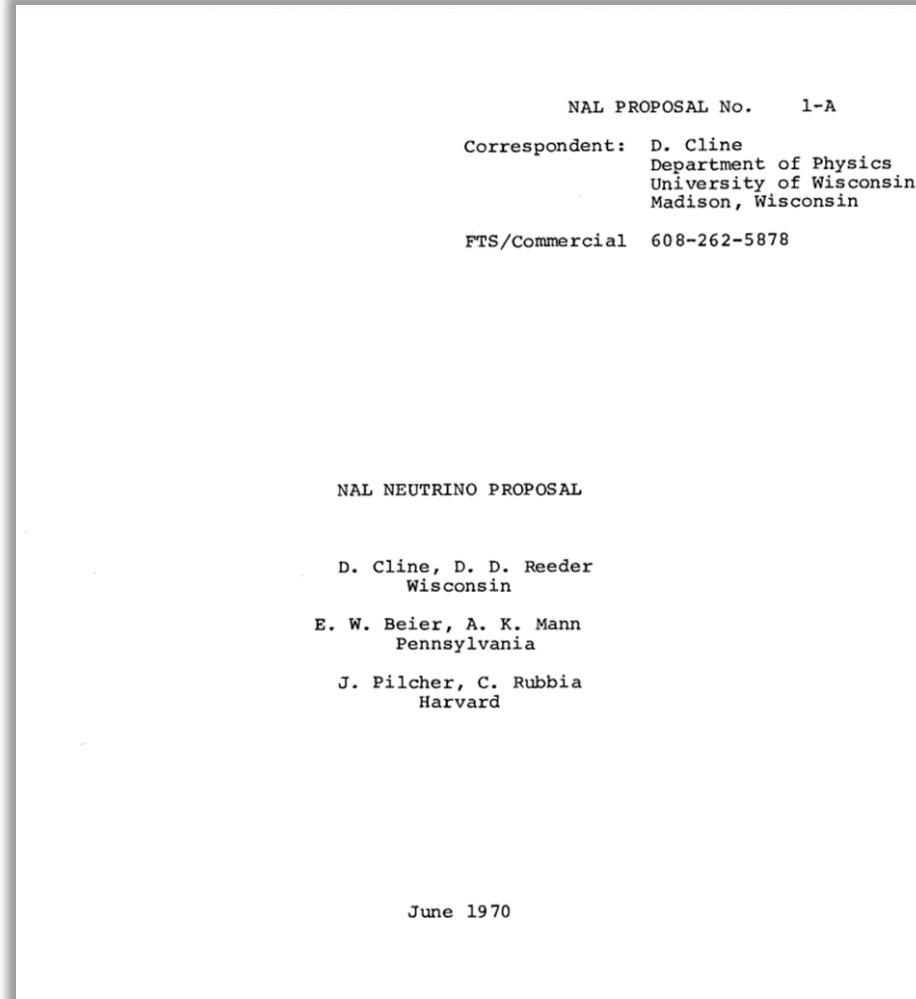 NAL PROPOSAL No. 1-A
Correspondent: D. Cline
Department of Physics
University of Wisconsin
Madison, Wisconsin
FTS/Commercial 608-262-5878
NAL NEUTRINO PROPOSAL
D. Cline, D. D. Reeder
Wisconsin
E. W. Beier, A. K. Mann
Pennsylvania
J. Pilcher, C. Rubbia
Harvard
June 1970